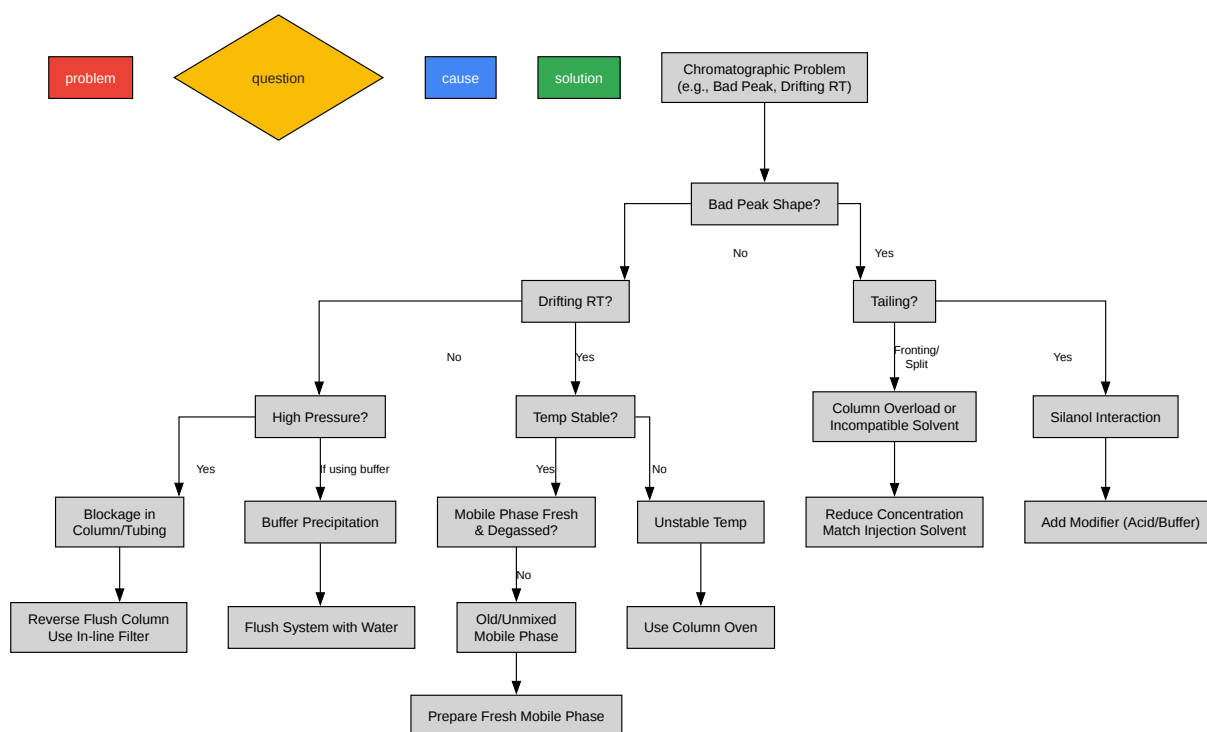 problem
question
cause
solution
Chromatographic Problem
(e.g., Bad Peak, Drifting RT)
Bad Peak Shape?
No
Yes
Drifting RT?
Tailing?
No
Yes
Fronting/
Split
Yes
High Pressure?
Temp Stable?
Column Overload or
Incompatible Solvent
Silanol Interaction
Yes
If using buffer
Yes
No
Blockage in
Column/Tubing
Buffer Precipitation
Mobile Phase Fresh
& Degassed?
Unstable Temp
Reduce Concentration
Match Injection Solvent
Add Modifier (Acid/Buffer)
No
Reverse Flush Column
Use In-line Filter
Flush System with Water
Old/Unmixed
Mobile Phase
Use Column Oven
Prepare Fresh Mobile Phase